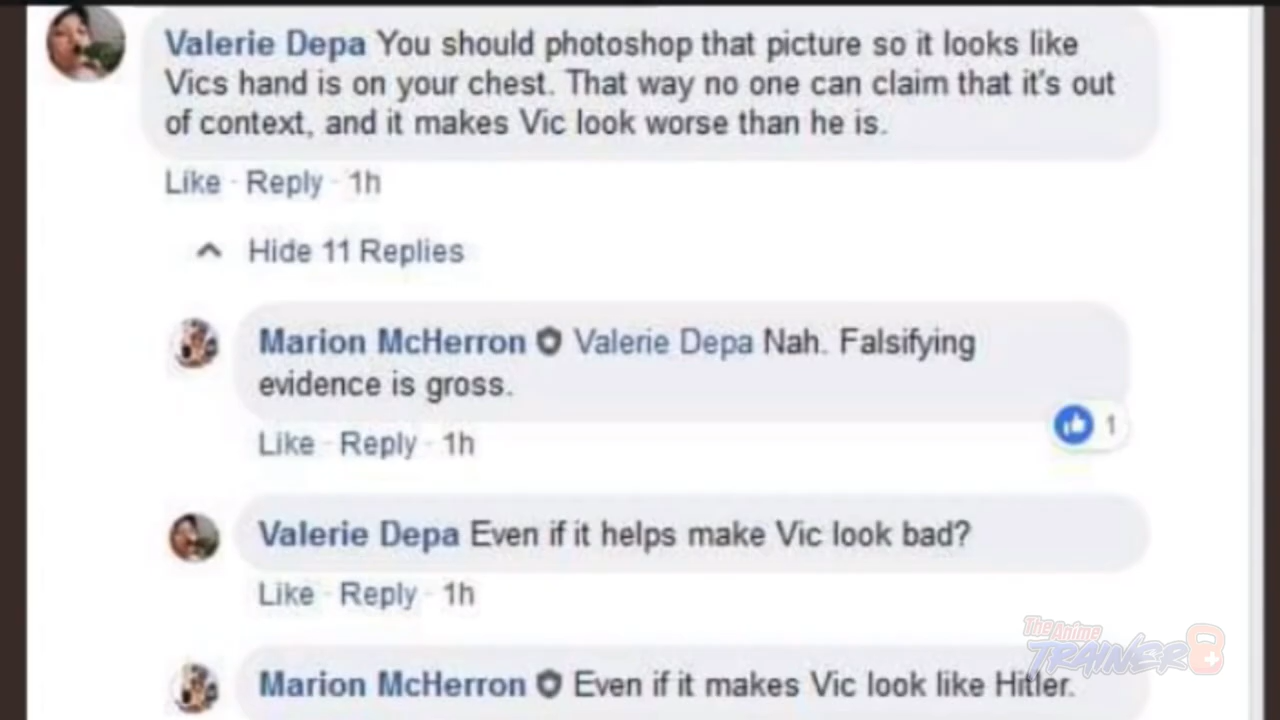 Valerie Depa You should photoshop that picture so it looks like
Vics hand is on your chest. That way no one can claim that it's out
of context, and it makes Vic look worse than he is.
Like · Reply · 1h
Hide 11 Replies
Marion McHerron Valerie Depa Nah. Falsifying
evidence is gross.
1
Like · Reply · 1h
Valerie Depa Even if it helps make Vic look bad?
Like · Reply · 1h
The Anime
TRAINER
Marion McHerron Even if it makes Vic look like Hitler.